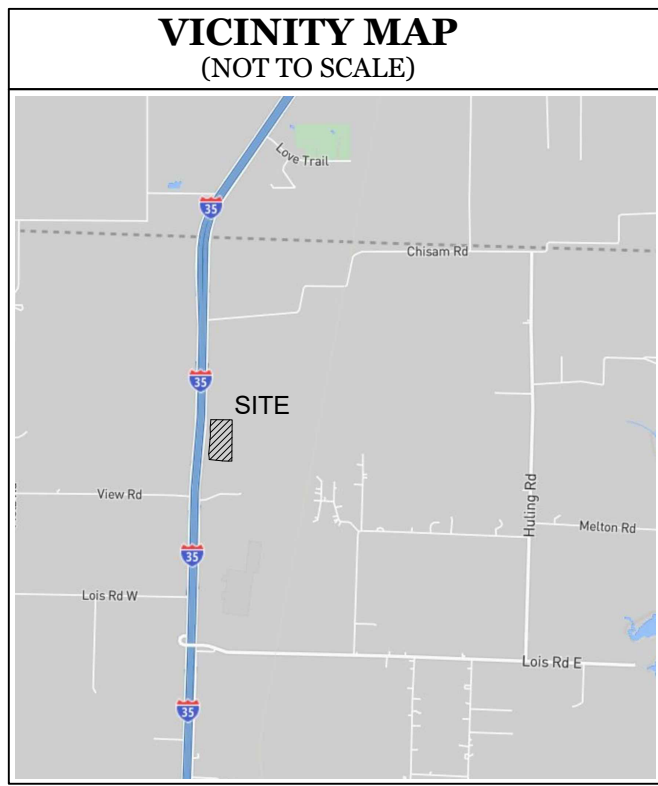 VICINITY MAP
(NOT TO SCALE)
Love Trail
35
Chisam Rd
35
SITE
View Rd
Huling Rd
Melton Rd
35
Lois Rd W
Lois Rd E
35